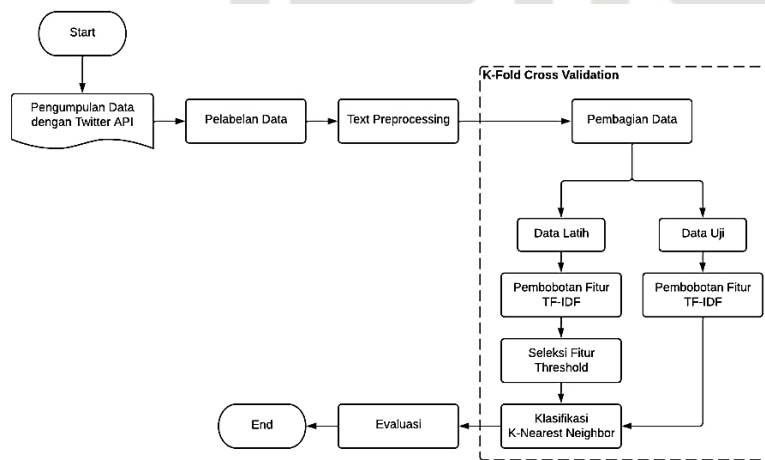 Start
K-Fold Cross Validation
Pengumpulan Data
dengan Twitter API
Pelabelan Data
Text Preprocessing
Pembagian Data
Data Latih
Data Uji
Pembobotan Fitur
TF-IDF
Pembobotan Fitur
TF-IDF
Seleksi Fitur
Threshold
Klasifikasi
K-Nearest Neighbor
Evaluasi
End